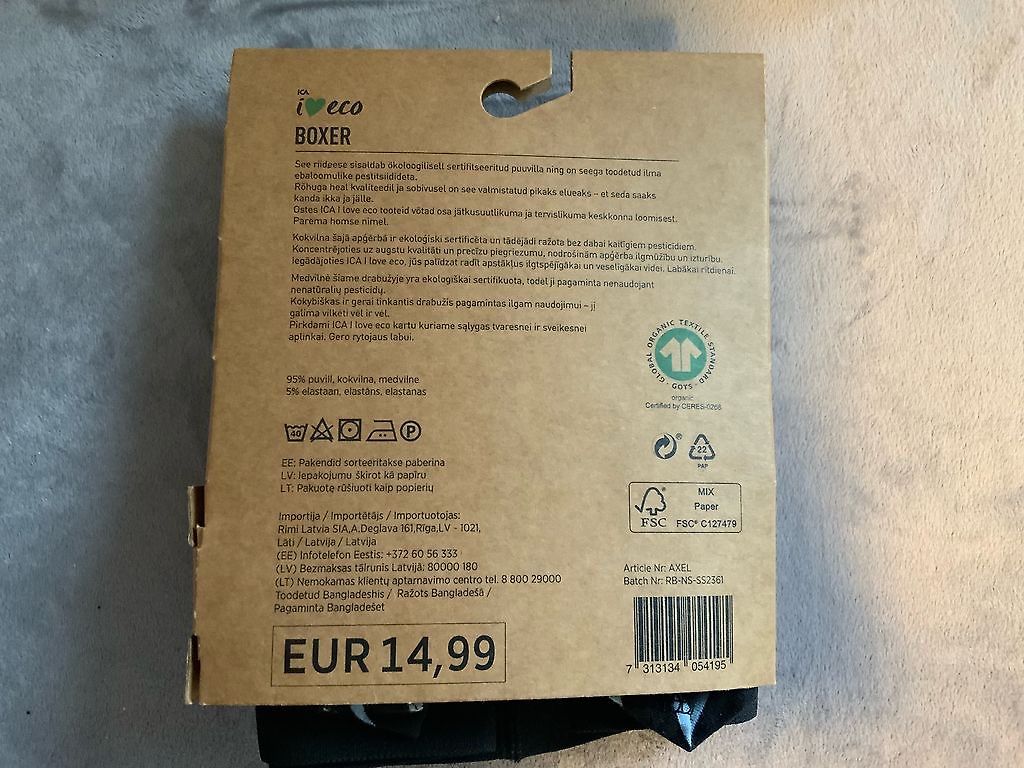 ICA
i eco
BOXER
See riideese sisaldab ökoloogiliselt sertifitseeritud puuvilla ning on seega toodetud ilma
ebaloomulike pestitsiidideta.
Rõhuga heal kvaliteedil ja sobivusel on see valmistatud pikaks elueaks – et seda saaks
kanda ikka ja jälle.
Ostes ICA I love eco tooteid võtad osa jätkusuutlikuma ja tervislikuma keskkonna loomisest.
Parema homse nimel.
Kokvilna šajā apģērbā ir ekoloģiski sertificēta un tādējādi ražota bez dabai kaitīgiem pesticīdiem.
Koncentrējoties uz augstu kvalitāti un precīzu piegriezumu, nodrošinām apģērba ilgmūžību un izturību.
Iegādājoties ICA I love eco, jūs palīdzat radīt apstākļus ilgtspējīgākai un veselīgākai videi. Labākai rītdienai.
Medvilnė šiame drabužyje yra ekologiškai sertifikuota, todėl ji pagaminta nenaudojant
nenatūralių pesticidų.
Kokybiškas ir gerai tinkantis drabužis pagamintas ilgam naudojimui – jį
galima vilkėti vėl ir vėl.
Pirkdami ICA I love eco kartu kuriame sąlygas tvaresnei ir sveikesnei
aplinkai. Gero rytojaus labui.
GLOBAL ORGANIC TEXTILE STANDARD
· GOTS ·
organic
Certified by CERES-0266
95% puvill, kokvilna, medvilne
5% elastaan, elastāns, elastanas
40
P
22
PAP
EE: Pakendid sorteeritakse paberina
LV: Iepakojumu šķirot kā papīru
LT: Pakuotę rūšiuoti kaip popierių
MIX
Paper
FSC
FSC® C127479
Importija / Importētājs / Importuotojas:
Rimi Latvia SIA,A.Deglava 161,Rīga,LV - 1021,
Läti / Latvija / Latvija
(EE) Infotelefon Eestis: +372 60 56 333
(LV) Bezmaksas tālrunis Latvijā: 80000 180
(LT) Nemokamas klientų aptarnavimo centro tel. 8 800 29000
Toodetud Bangladeshis / Ražots Bangladešā /
Pagaminta Bangladeše
Article Nr: AXEL
Batch Nr: RB-NS-SS2361
EUR 14,99
7 313134 054195